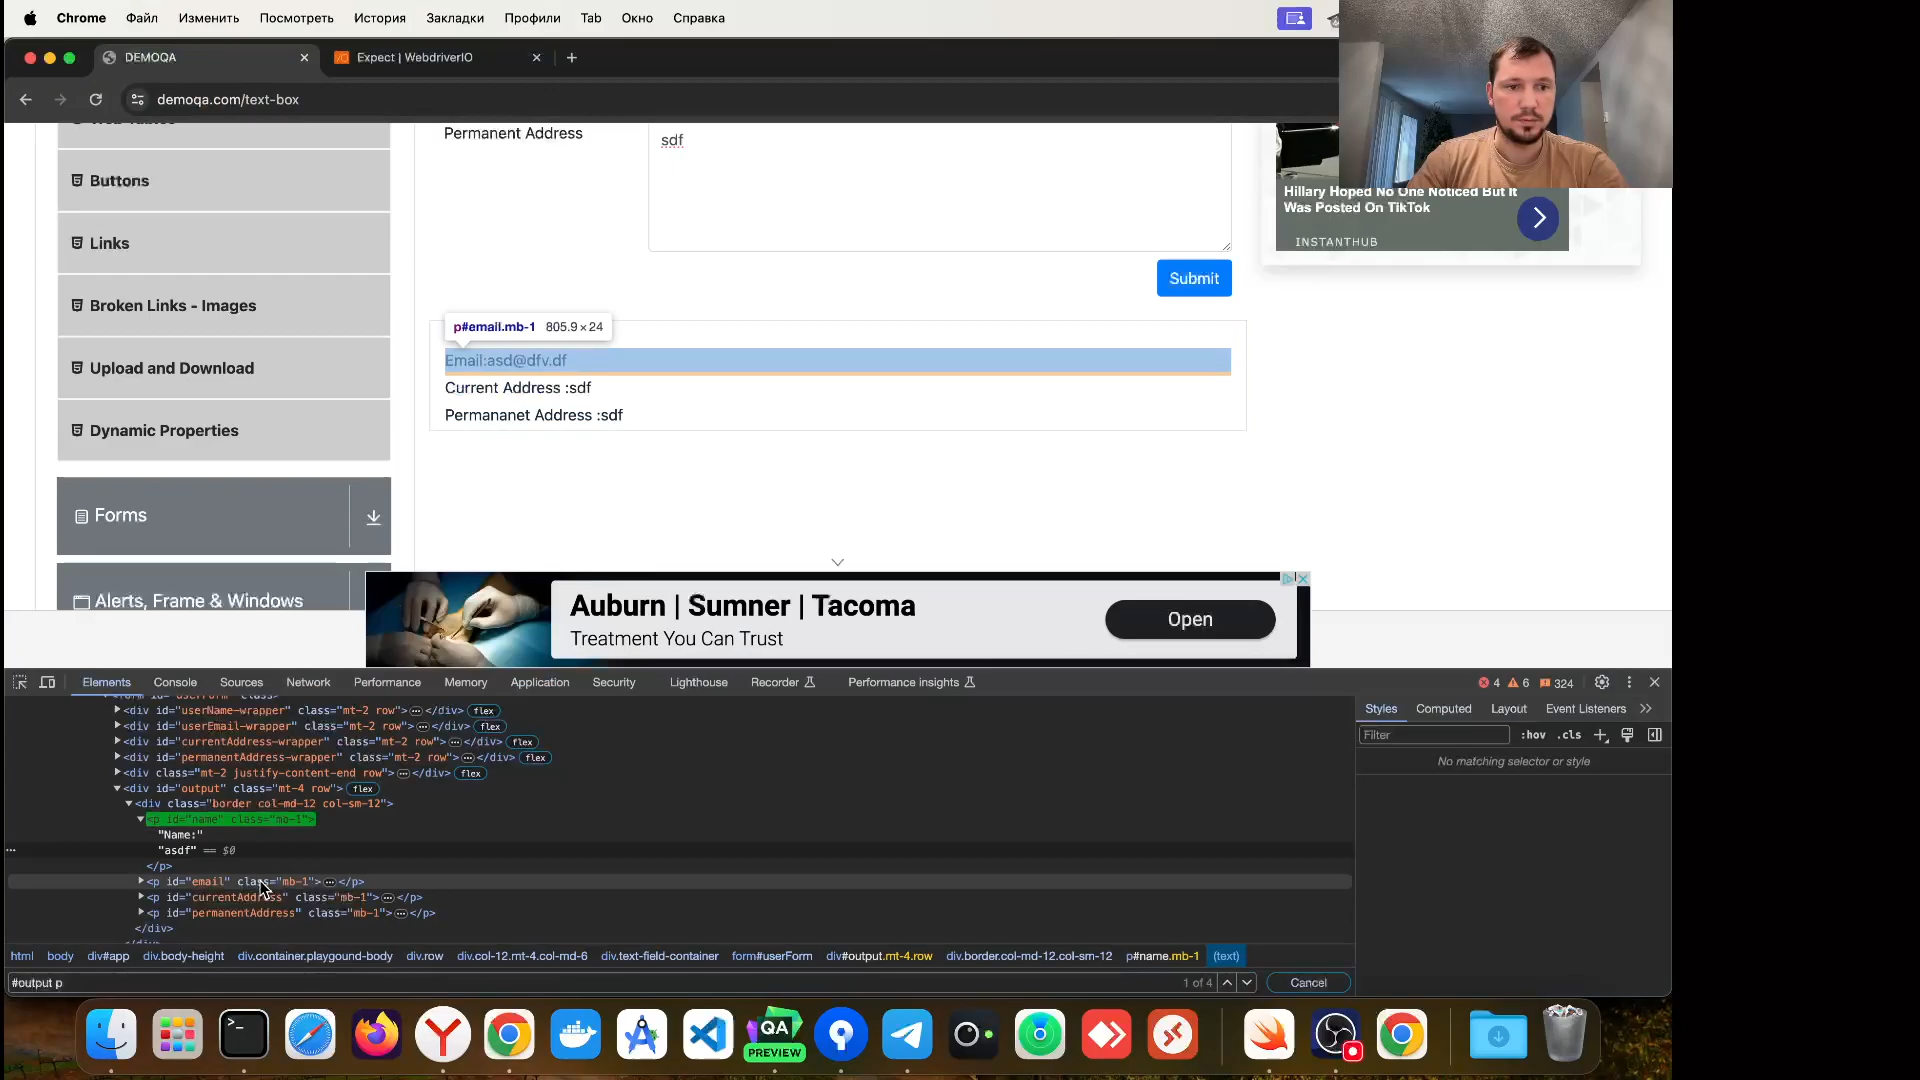 Chrome Файл Изменить Посмотреть История Закладки Профили Tab Окно Справка
DEMOQA
Expect | WebdriverIO
demoqa.com/text-box
Permanent Address
sdf
Buttons
Links
Broken Links - Images
Upload and Download
Dynamic Properties
Forms
Alerts, Frame & Windows
Hillary Hoped No One Noticed But It
Was Posted On TikTok
INSTANTHUB
Submit
p#email.mb-1 805.9 × 24
Email:asd@dfv.df
Current Address :sdf
Permananet Address :sdf
Auburn | Sumner | Tacoma
Treatment You Can Trust
Open
Elements Console Sources Network Performance Memory Application Security Lighthouse Recorder Performance insights 4 6 324
<div id="userName-wrapper" class="mt-2 row">…</div> flex
<div id="userEmail-wrapper" class="mt-2 row">…</div> flex
<div id="currentAddress-wrapper" class="mt-2 row">…</div> flex
<div id="permanentAddress-wrapper" class="mt-2 row">…</div> flex
<div class="mt-2 justify-content-end row">…</div> flex
<div id="output" class="mt-4 row"> flex
<div class="border col-md-12 col-sm-12">
<p id="name" class="mb-1">
"Name:"
"asdf" == $0
</p>
<p id="email" class="mb-1">…</p>
<p id="currentAddress" class="mb-1">…</p>
<p id="permanentAddress" class="mb-1">…</p>
</div>
html body div#app div.body-height div.container.playgound-body div.row div.col-12.mt-4.col-md-6 div.text-field-container form#userForm div#output.mt-4.row div.border.col-md-12.col-sm-12 p#name.mb-1 (text)
#output p
1 of 4
Cancel
Styles Computed Layout Event Listeners
Filter
:hov .cls
No matching selector or style
QA
PREVIEW